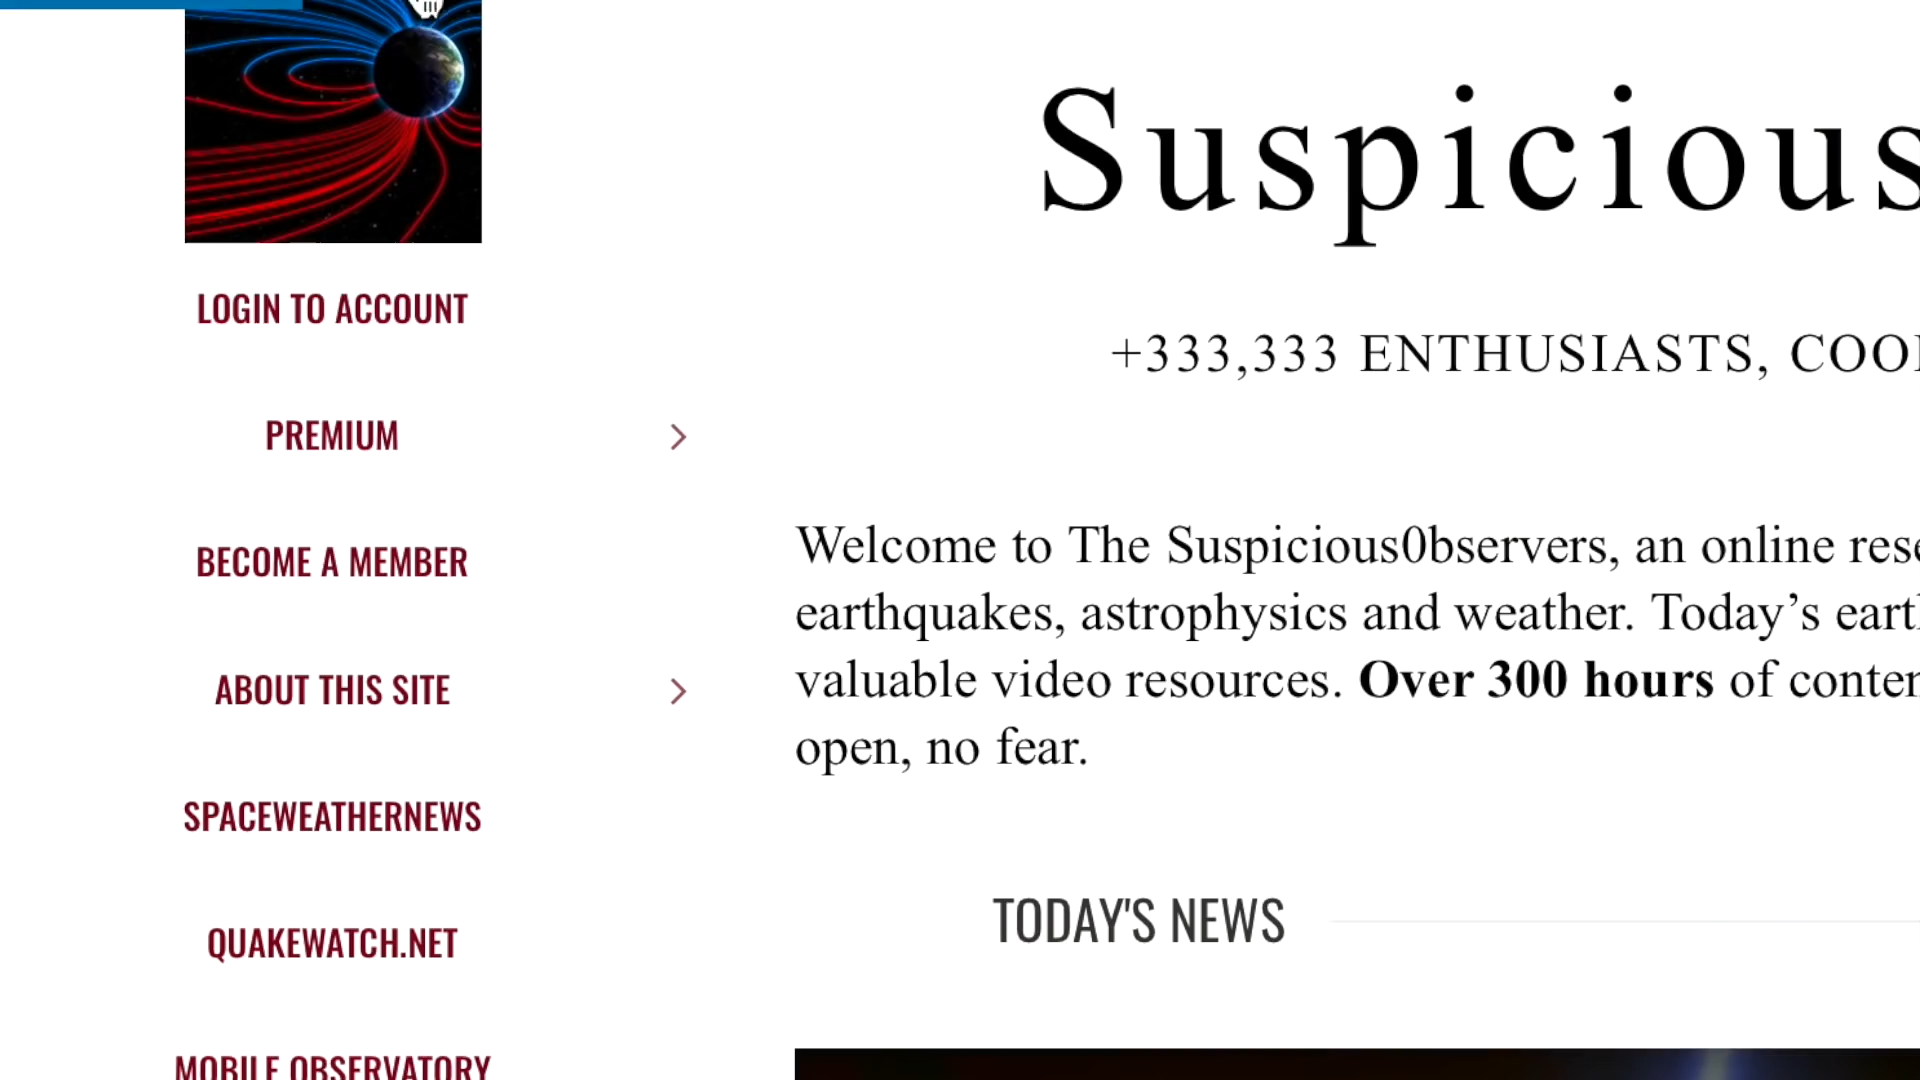 LOGIN TO ACCOUNT
PREMIUM
BECOME A MEMBER
ABOUT THIS SITE
SPACEWEATHERNEWS
QUAKEWATCH.NET
MOBILE OBSERVATORY
Suspicious
+333,333 ENTHUSIASTS,
Welcome to The Suspicious0bservers, an online
earthquakes, astrophysics and weather. Today’s
valuable video resources. Over 300 hours of
open, no fear.
TODAY'S NEWS